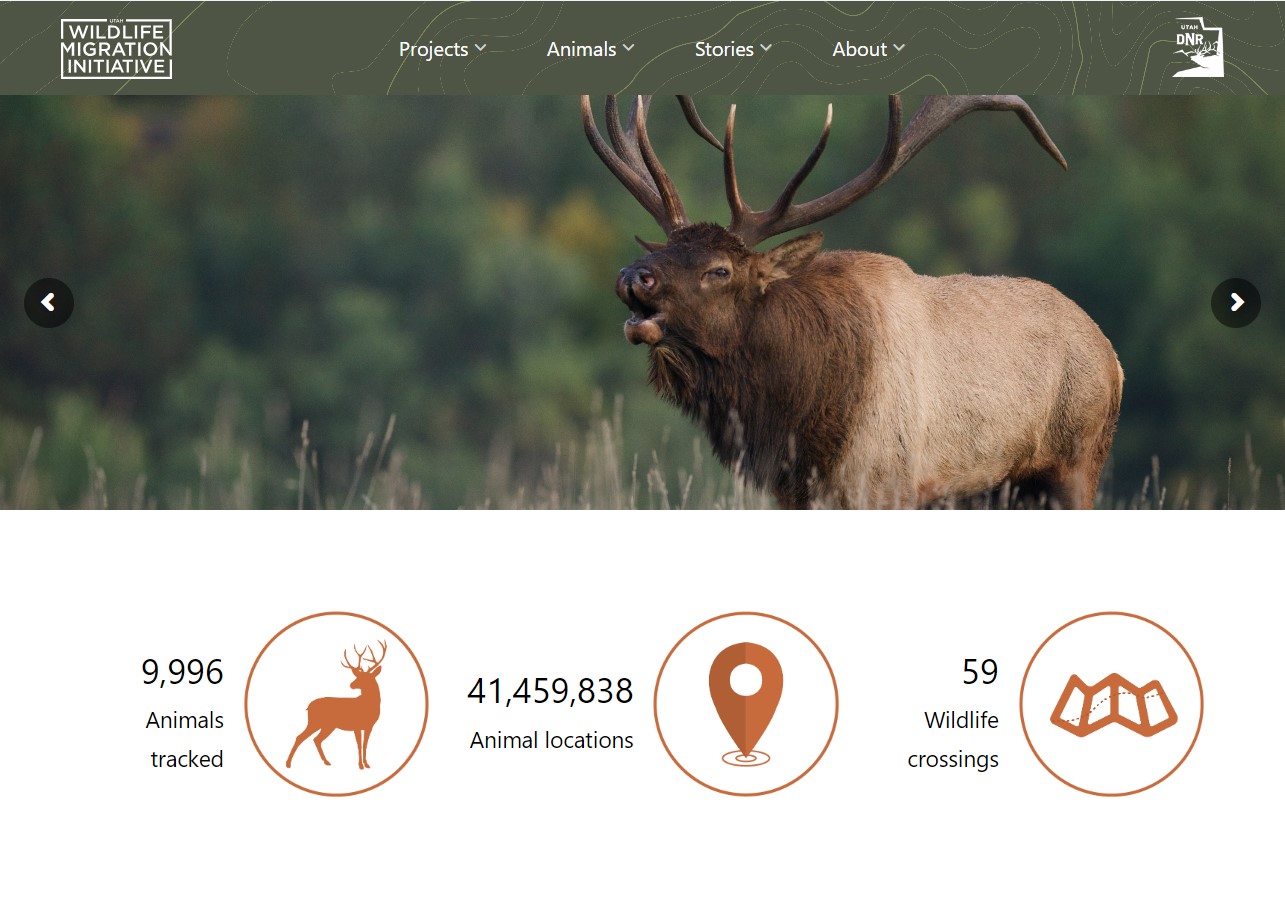 UTAH
WILDLIFE
MIGRATION
INITIATIVE
Projects
Animals
Stories
About
UTAH
DNR
9,996
Animals
tracked
41,459,838
Animal locations
59
Wildlife
crossings